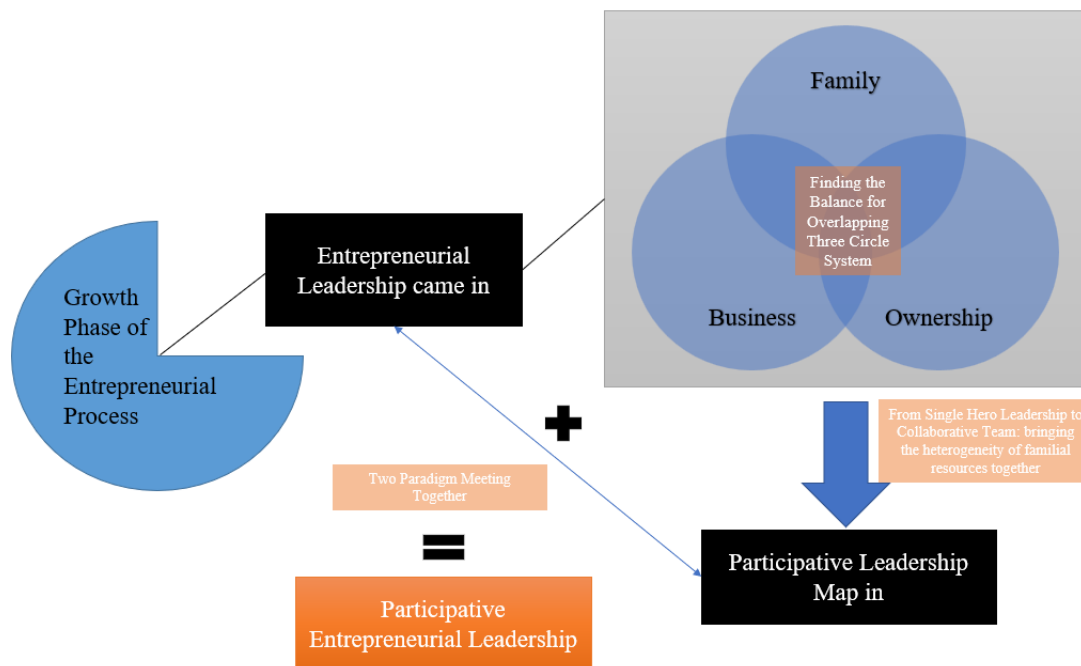 Family
Finding the
Balance for
Overlapping
Three Circle
System
Business
Ownership
Entrepreneurial
Leadership came in
Growth
Phase of
the
Entrepreneurial
Process
From Single Hero Leadership to
Collaborative Team: bringing
the heterogeneity of familial
resources together
Two Paradigm Meeting
Together
Participative Leadership
Map in
Participative
Entrepreneurial Leadership